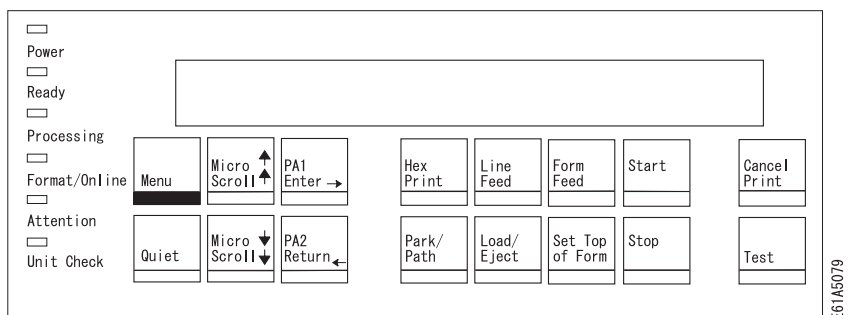 Power
Ready
Processing
Format/Online
Attention
Unit Check
Menu
Micro
Scroll
PA1
Enter →
Hex
Print
Line
Feed
Form
Feed
Start
Cancel
Print
Quiet
Micro
Scroll
PA2
Return ←
Park/
Path
Load/
Eject
Set Top
of Form
Stop
Test
E61A5079